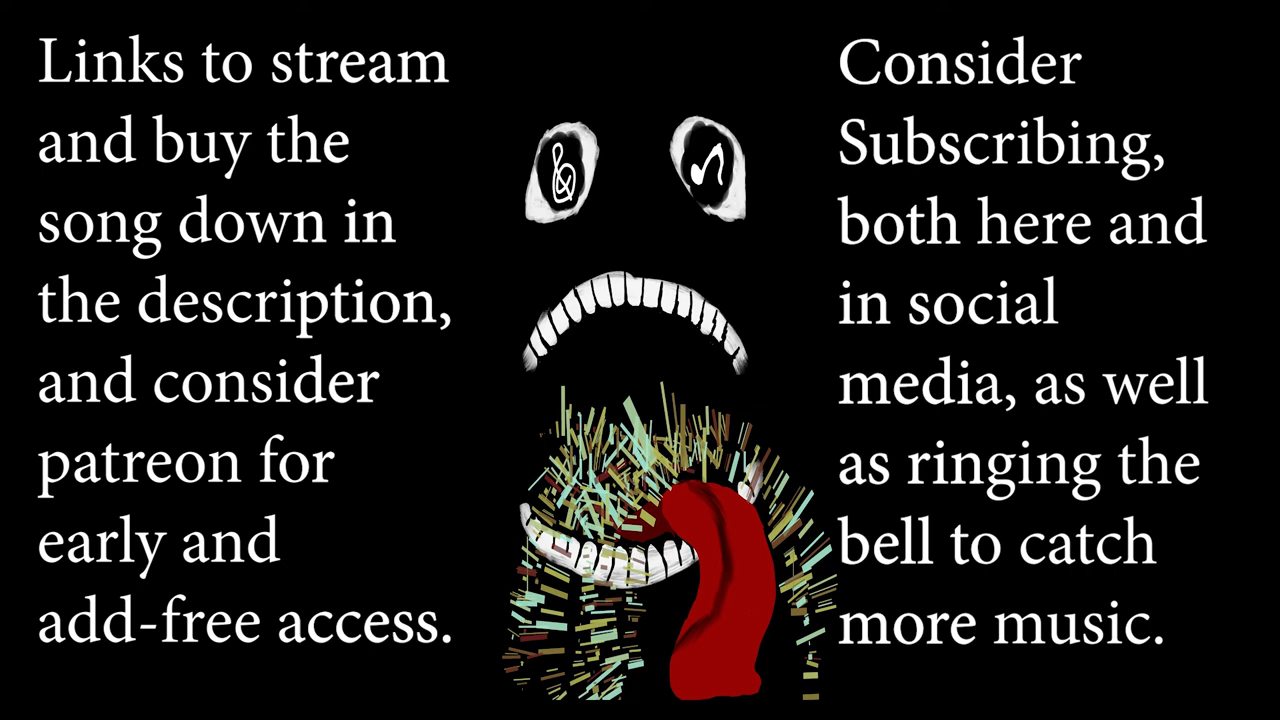 Links to stream
and buy the
song down in
the description,
and consider
patreon for
early and
add-free access.
Consider
Subscribing,
both here and
in social
media, as well
as ringing the
bell to catch
more music.